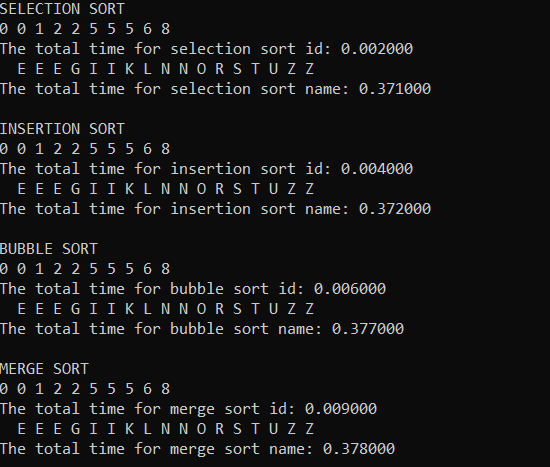 SELECTION SORT
0 0 1 2 2 5 5 5 6 8
The total time for selection sort id: 0.002000
  E E E G I I K L N N O R S T U Z Z
The total time for selection sort name: 0.371000

INSERTION SORT
0 0 1 2 2 5 5 5 6 8
The total time for insertion sort id: 0.004000
  E E E G I I K L N N O R S T U Z Z
The total time for insertion sort name: 0.372000

BUBBLE SORT
0 0 1 2 2 5 5 5 6 8
The total time for bubble sort id: 0.006000
  E E E G I I K L N N O R S T U Z Z
The total time for bubble sort name: 0.377000

MERGE SORT
0 0 1 2 2 5 5 5 6 8
The total time for merge sort id: 0.009000
  E E E G I I K L N N O R S T U Z Z
The total time for merge sort name: 0.378000